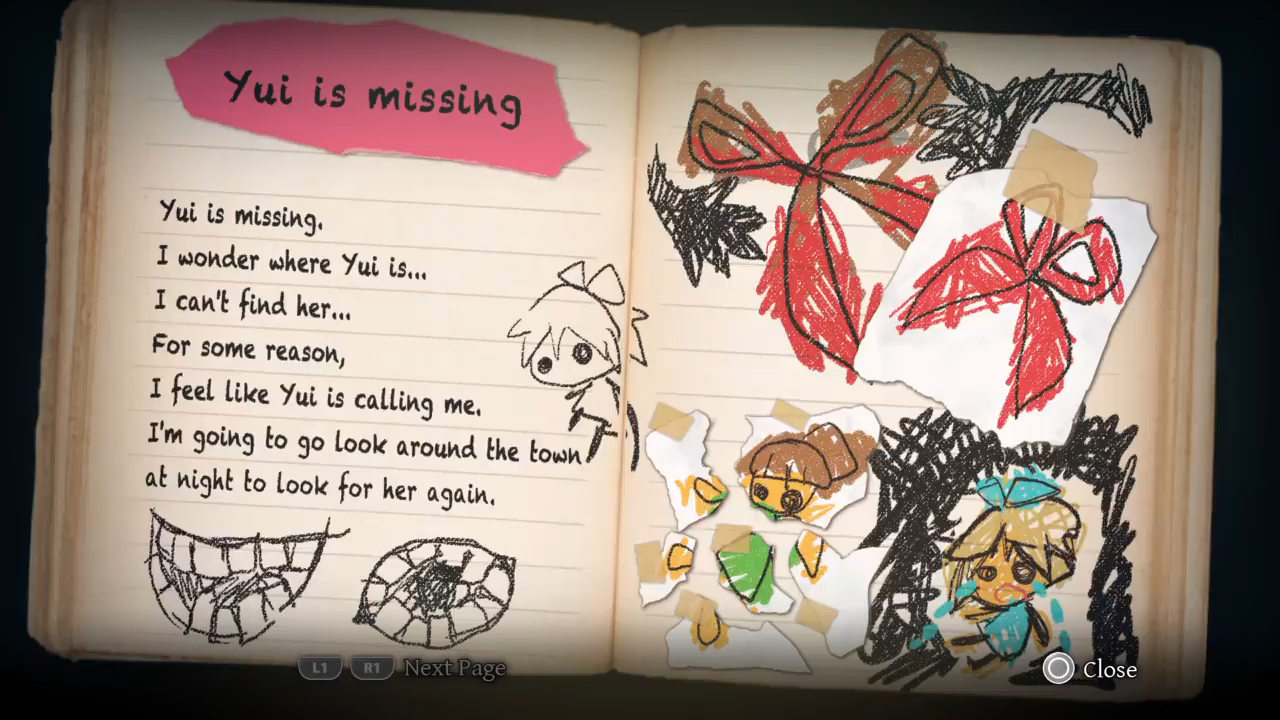 Yui is missing
Yui is missing.
I wonder where Yui is...
I can't find her...
For some reason,
I feel like Yui is calling me.
I'm going to go look around the town
at night to look for her again.
L1 R1 Next Page
Close